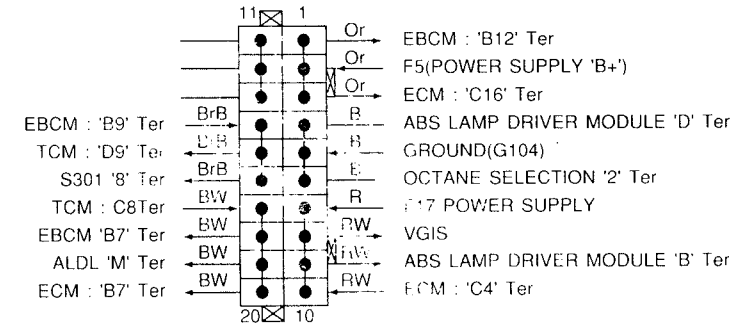 11 1
Or EBCM : 'B12' Ter
Or F5(POWER SUPPLY 'B+')
Or ECM : 'C16' Ter
EBCM : 'B9' Ter BrB B ABS LAMP DRIVER MODULE 'D' Ter
TCM : 'D9' Ter BrB B GROUND(G104)
S301 '8' Ter BrB OCTANE SELECTION '2' Ter
TCM : C8Ter BW R POWER SUPPLY
EBCM 'B7' Ter BW RW VGIS
ALDL 'M' Ter BW RW ABS LAMP DRIVER MODULE 'B' Ter
ECM : 'B7' Ter BW RW ECM : 'C4' Ter
20 10